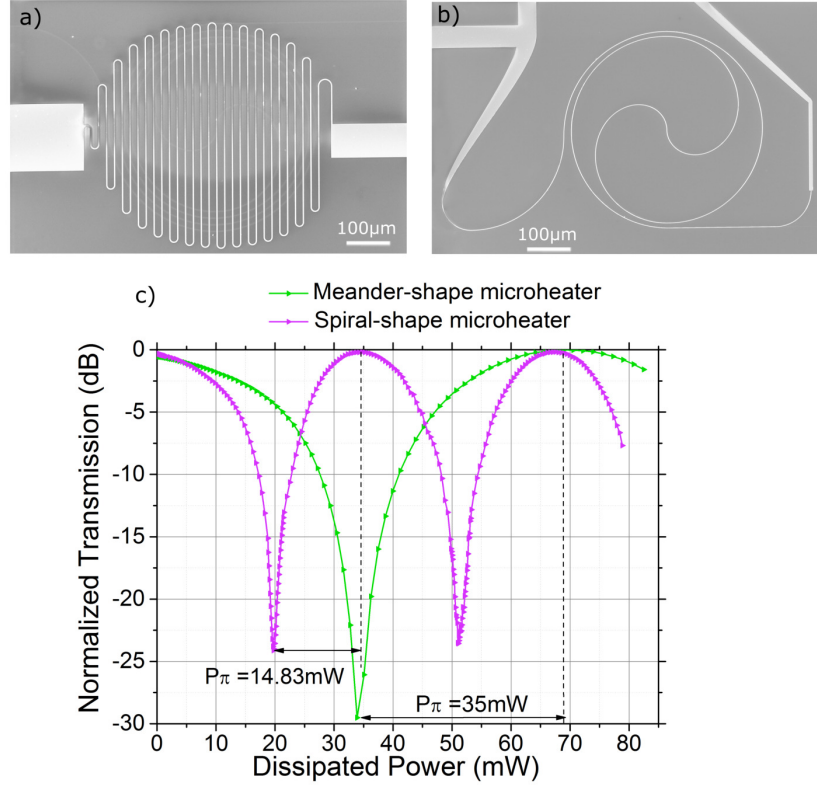 a)
100µm
b)
100µm
c)
Meander-shape microheater
Spiral-shape microheater
Normalized Transmission (dB)
0
-5
-10
-15
-20
-25
-30
Pπ =14.83mW
Pπ =35mW
0 10 20 30 40 50 60 70 80
Dissipated Power (mW)